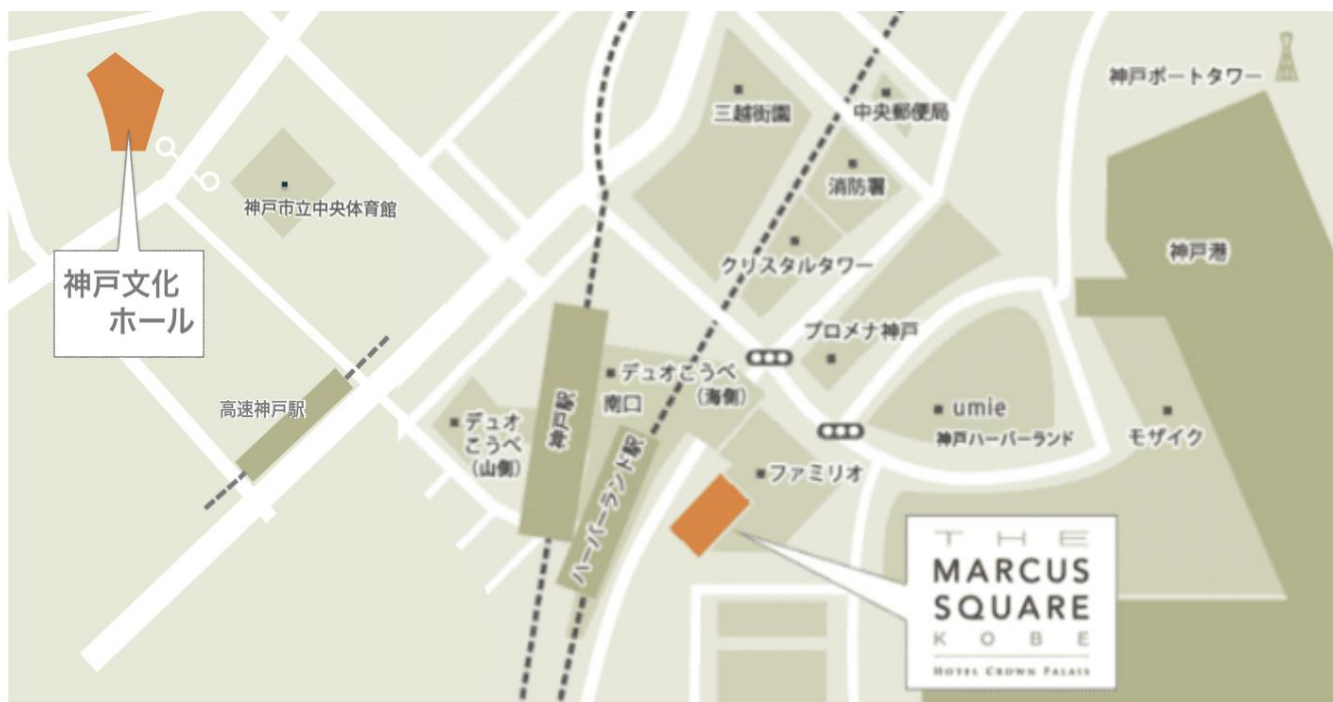 神戸ポートタワー
三越街園
中央郵便局
消防署
神戸市立中央体育館
クリスタルタワー
神戸港
神戸文化
ホール
プロメナ神戸
デュオこうべ
(海側)
南口
神戸駅
ハーバーランド駅
高速神戸駅
デュオ
こうべ
(山側)
umie
神戸ハーバーランド
モザイク
ファミリオ
THE
MARCUS
SQUARE
KOBE
HOTEL CROWN PALAIS